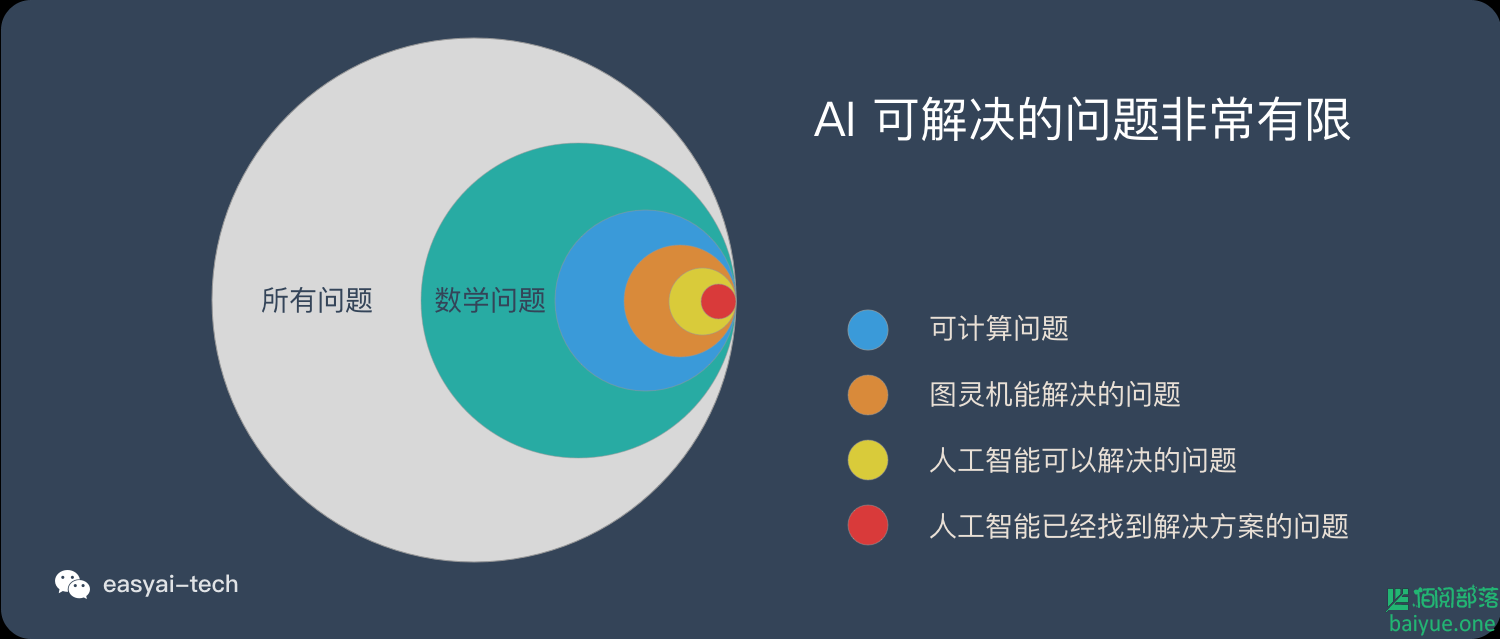 AI 可解决的问题非常有限
所有问题
数学问题
可计算问题
图灵机能解决的问题
人工智能可以解决的问题
人工智能已经找到解决方案的问题
easyai-tech
佰阅部落
baiyue.one